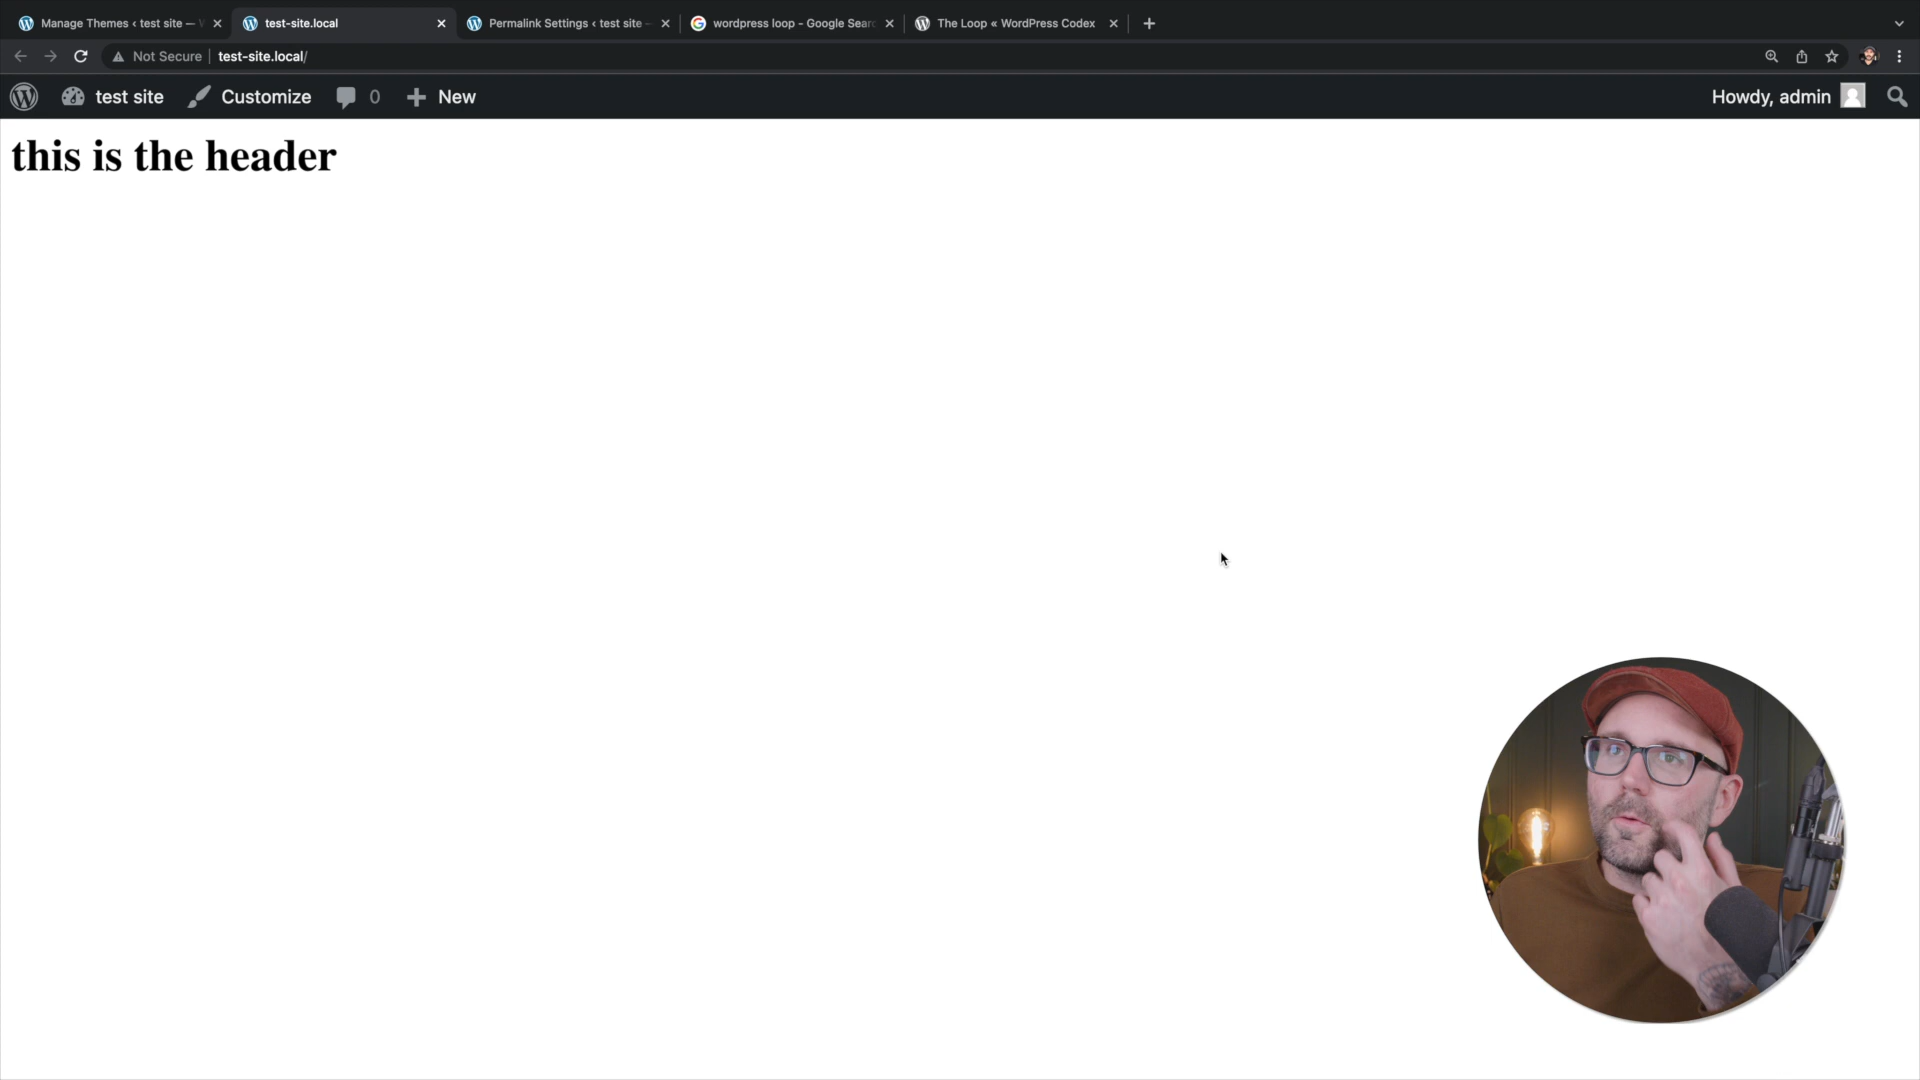 Manage Themes ‹ test site —
test-site.local
Permalink Settings ‹ test site –
wordpress loop - Google Sear
The Loop « WordPress Codex
Not Secure
test-site.local/
test site
Customize
0
New
Howdy, admin
this is the header